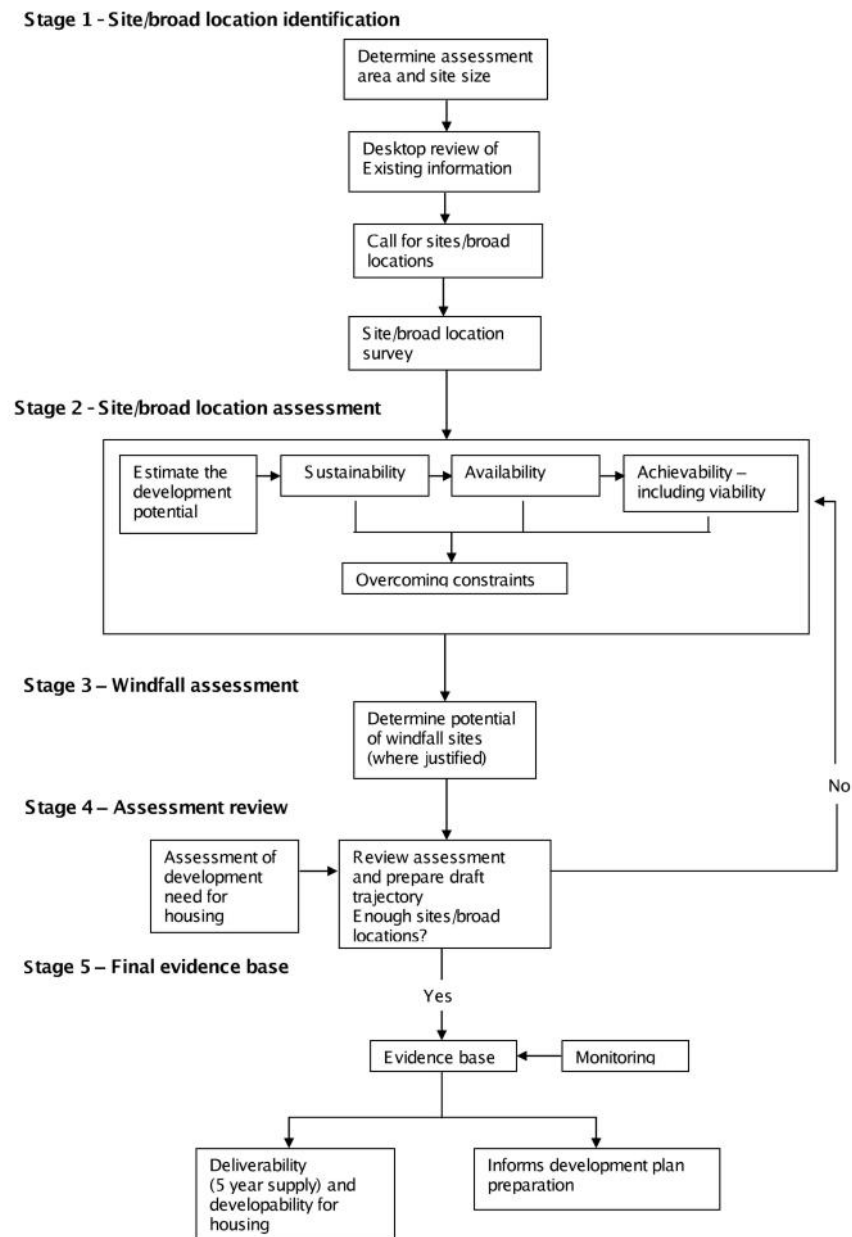 Stage 1 - Site/broad location identification
Determine assessment
area and site size
Desktop review of
Existing information
Call for sites/broad
locations
Site/broad location
survey
Stage 2 - Site/broad location assessment
Estimate the
development
potential
Sustainability
Availability
Achievability –
including viability
Overcoming constraints
Stage 3 – Windfall assessment
Determine potential
of windfall sites
(where justified)
No
Stage 4 – Assessment review
Assessment of
development
need for
housing
Review assessment
and prepare draft
trajectory
Enough sites/broad
locations?
Stage 5 – Final evidence base
Yes
Evidence base
Monitoring
Deliverability
(5 year supply) and
developability for
housing
Informs development plan
preparation